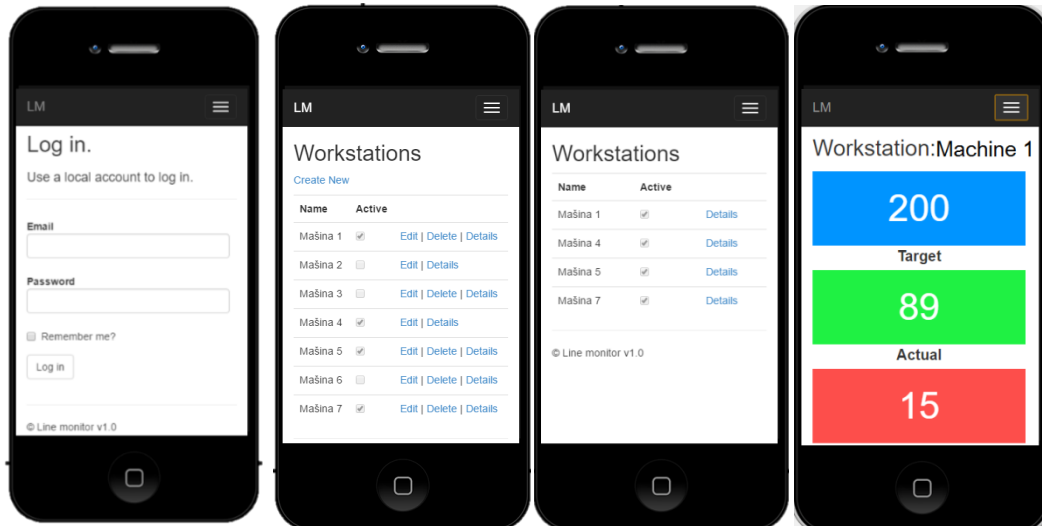 LM
Log in.
Use a local account to log in.
Email
Password
Remember me?
Log in
© Line monitor v1.0
LM
Workstations
Create New
Name Active
Mašina 1 Edit | Delete | Details
Mašina 2 Edit | Details
Mašina 3 Edit | Delete | Details
Mašina 4 Edit | Details
Mašina 5 Edit | Delete | Details
Mašina 6 Edit | Delete | Details
Mašina 7 Edit | Delete | Details
LM
Workstations
Name Active
Mašina 1 Details
Mašina 4 Details
Mašina 5 Details
Mašina 7 Details
© Line monitor v1.0
LM
Workstation:Machine 1
200
Target
89
Actual
15